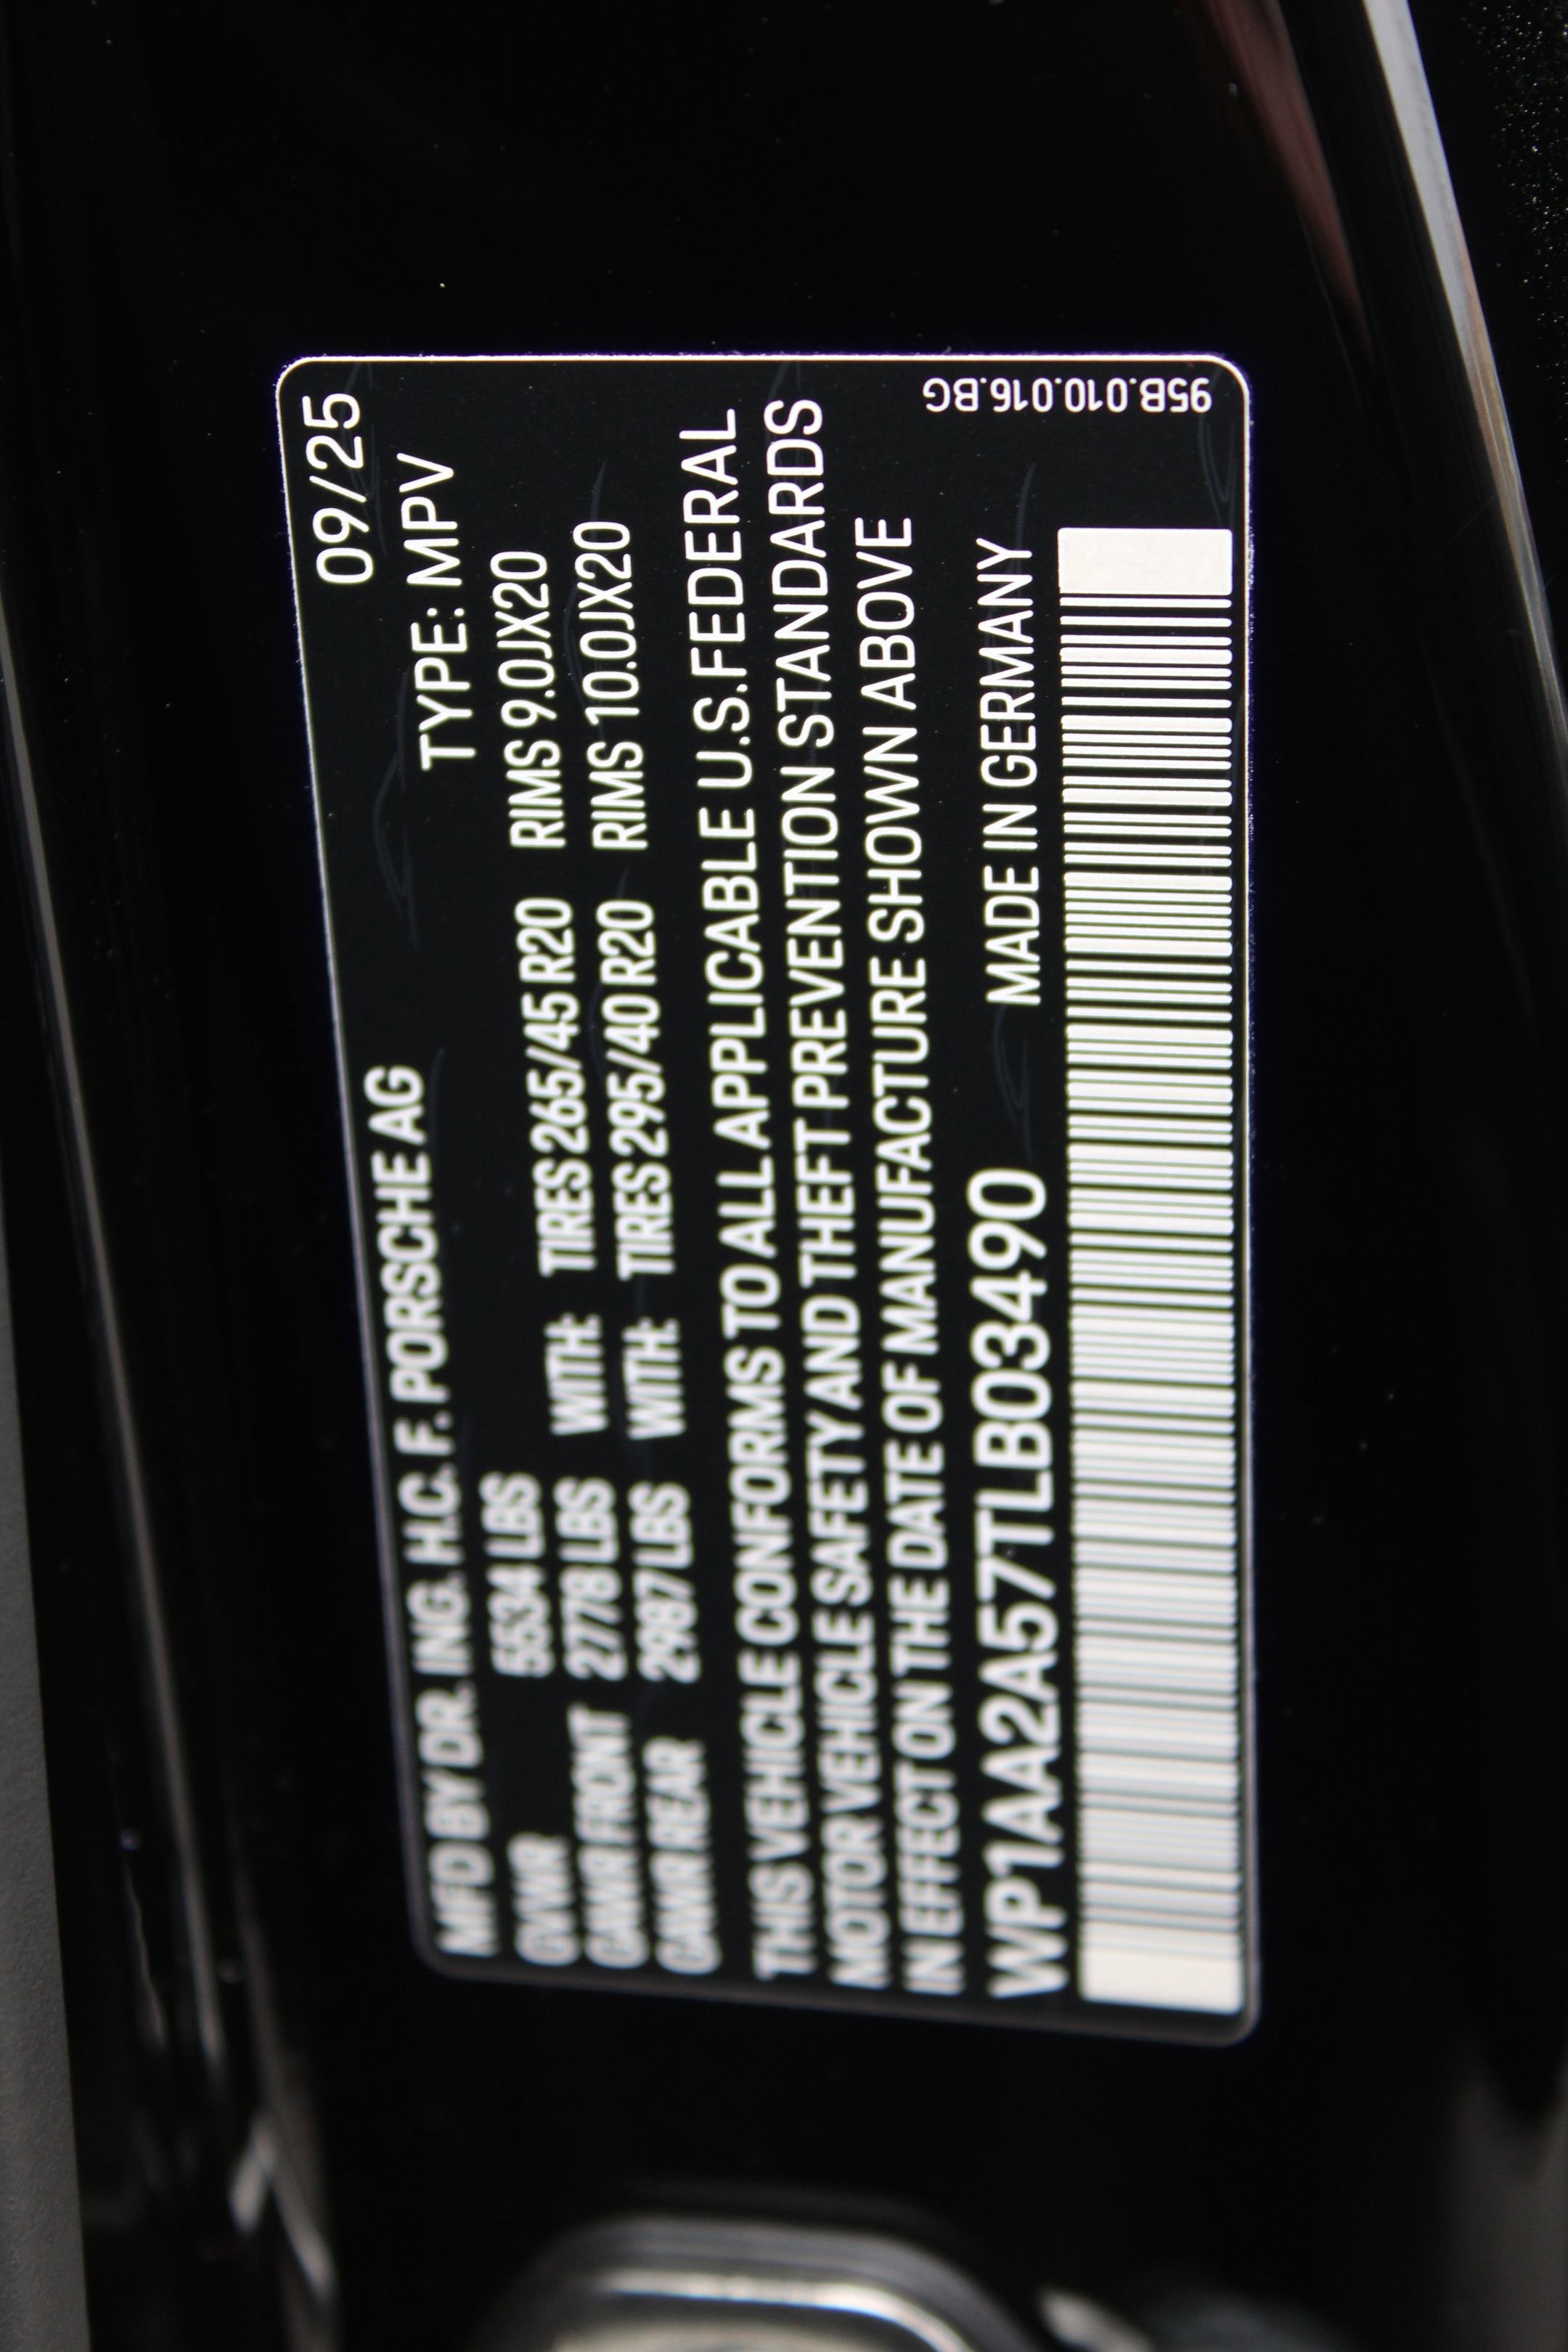 MFD BY DR. ING. H.C. F. PORSCHE AG 09/25
TYPE: MPV
GVWR 5534 LBS
GAWR FRONT 2778 LBS WITH: TIRES 265/45 R20 RIMS 9.0JX20
GAWR REAR 2987 LBS WITH: TIRES 295/40 R20 RIMS 10.0JX20
THIS VEHICLE CONFORMS TO ALL APPLICABLE U.S.FEDERAL
MOTOR VEHICLE SAFETY AND THEFT PREVENTION STANDARDS
IN EFFECT ON THE DATE OF MANUFACTURE SHOWN ABOVE
WP1AA2A57TLB03490 MADE IN GERMANY
95B.010.016.BG